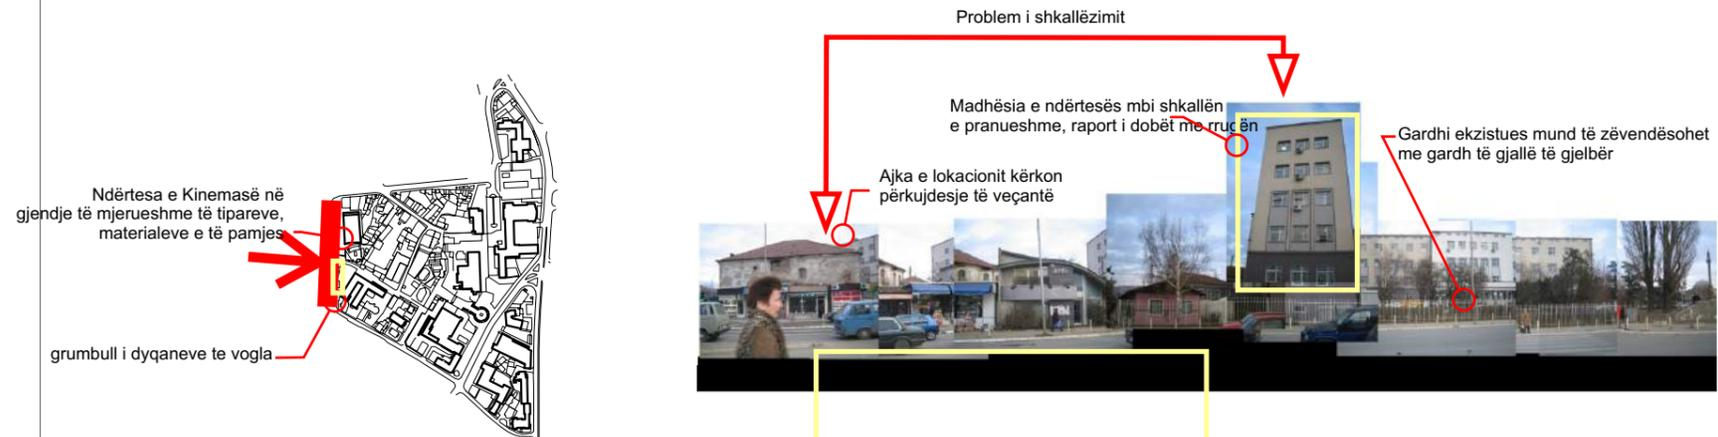 Problem i shkallëzimit
Madhësia e ndërtesës mbi shkallën
e pranueshme, raport i dobët me rrugën
Gardhi ekzistues mund të zëvendësohet
me gardh të gjallë të gjelbër
Ajka e lokacionit kërkon
përkujdesje të veçantë
Ndërtesa e Kinemasë në
gjendje të mjerueshme të tipareve,
materialeve e të pamjes
grumbull i dyqaneve te vogla